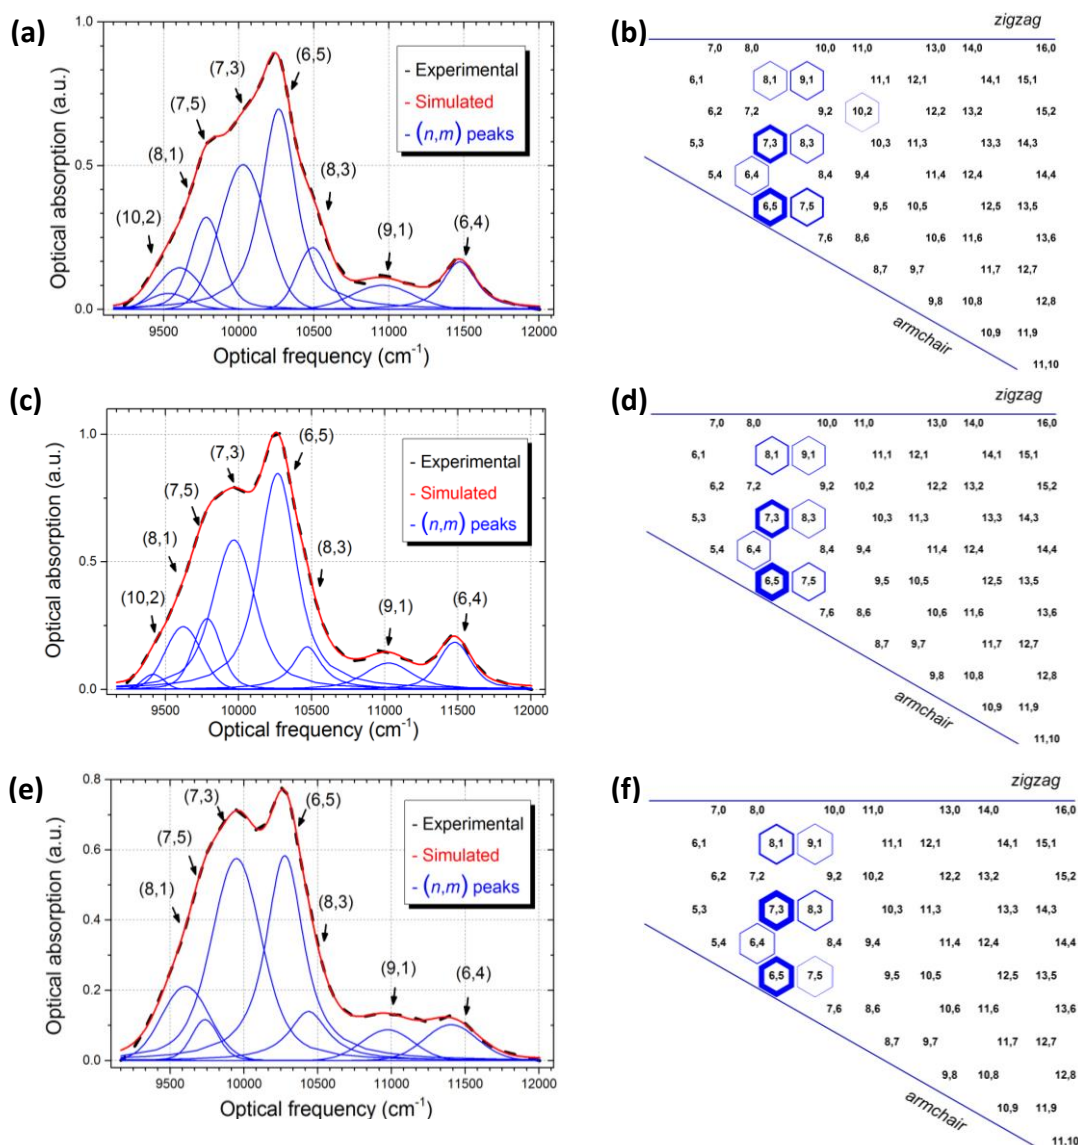 (a)
Optical absorption (a.u.)
1.0
0.5
0.0
(10,2)
(8,1)
(7,5)
(7,3)
(6,5)
(8,3)
(9,1)
(6,4)
- Experimental
- Simulated
- (n,m) peaks
9500 10000 10500 11000 11500 12000
Optical frequency (cm⁻¹)
(b)
zigzag
7,0 8,0 10,0 11,0 13,0 14,0 16,0
6,1 8,1 9,1 11,1 12,1 14,1 15,1
6,2 7,2 9,2 10,2 12,2 13,2 15,2
5,3 7,3 8,3 10,3 11,3 13,3 14,3
5,4 6,4 8,4 9,4 11,4 12,4 14,4
6,5 7,5 9,5 10,5 12,5 13,5
7,6 8,6 10,6 11,6 13,6
8,7 9,7 11,7 12,7
9,8 10,8 12,8
10,9 11,9
11,10
armchair
(c)
Optical absorption (a.u.)
1.0
0.5
0.0
(10,2)
(8,1)
(7,5)
(7,3)
(6,5)
(8,3)
(9,1)
(6,4)
- Experimental
- Simulated
- (n,m) peaks
9500 10000 10500 11000 11500 12000
Optical frequency (cm⁻¹)
(d)
zigzag
7,0 8,0 10,0 11,0 13,0 14,0 16,0
6,1 8,1 9,1 11,1 12,1 14,1 15,1
6,2 7,2 9,2 10,2 12,2 13,2 15,2
5,3 7,3 8,3 10,3 11,3 13,3 14,3
5,4 6,4 8,4 9,4 11,4 12,4 14,4
6,5 7,5 9,5 10,5 12,5 13,5
7,6 8,6 10,6 11,6 13,6
8,7 9,7 11,7 12,7
9,8 10,8 12,8
10,9 11,9
11,10
armchair
(e)
Optical absorption (a.u.)
0.8
0.6
0.4
0.2
0.0
(8,1)
(7,5)
(7,3)
(6,5)
(8,3)
(9,1)
(6,4)
- Experimental
- Simulated
- (n,m) peaks
9500 10000 10500 11000 11500 12000
Optical frequency (cm⁻¹)
(f)
zigzag
7,0 8,0 10,0 11,0 13,0 14,0 16,0
6,1 8,1 9,1 11,1 12,1 14,1 15,1
6,2 7,2 9,2 10,2 12,2 13,2 15,2
5,3 7,3 8,3 10,3 11,3 13,3 14,3
5,4 6,4 8,4 9,4 11,4 12,4 14,4
6,5 7,5 9,5 10,5 12,5 13,5
7,6 8,6 10,6 11,6 13,6
8,7 9,7 11,7 12,7
9,8 10,8 12,8
10,9 11,9
11,10
armchair